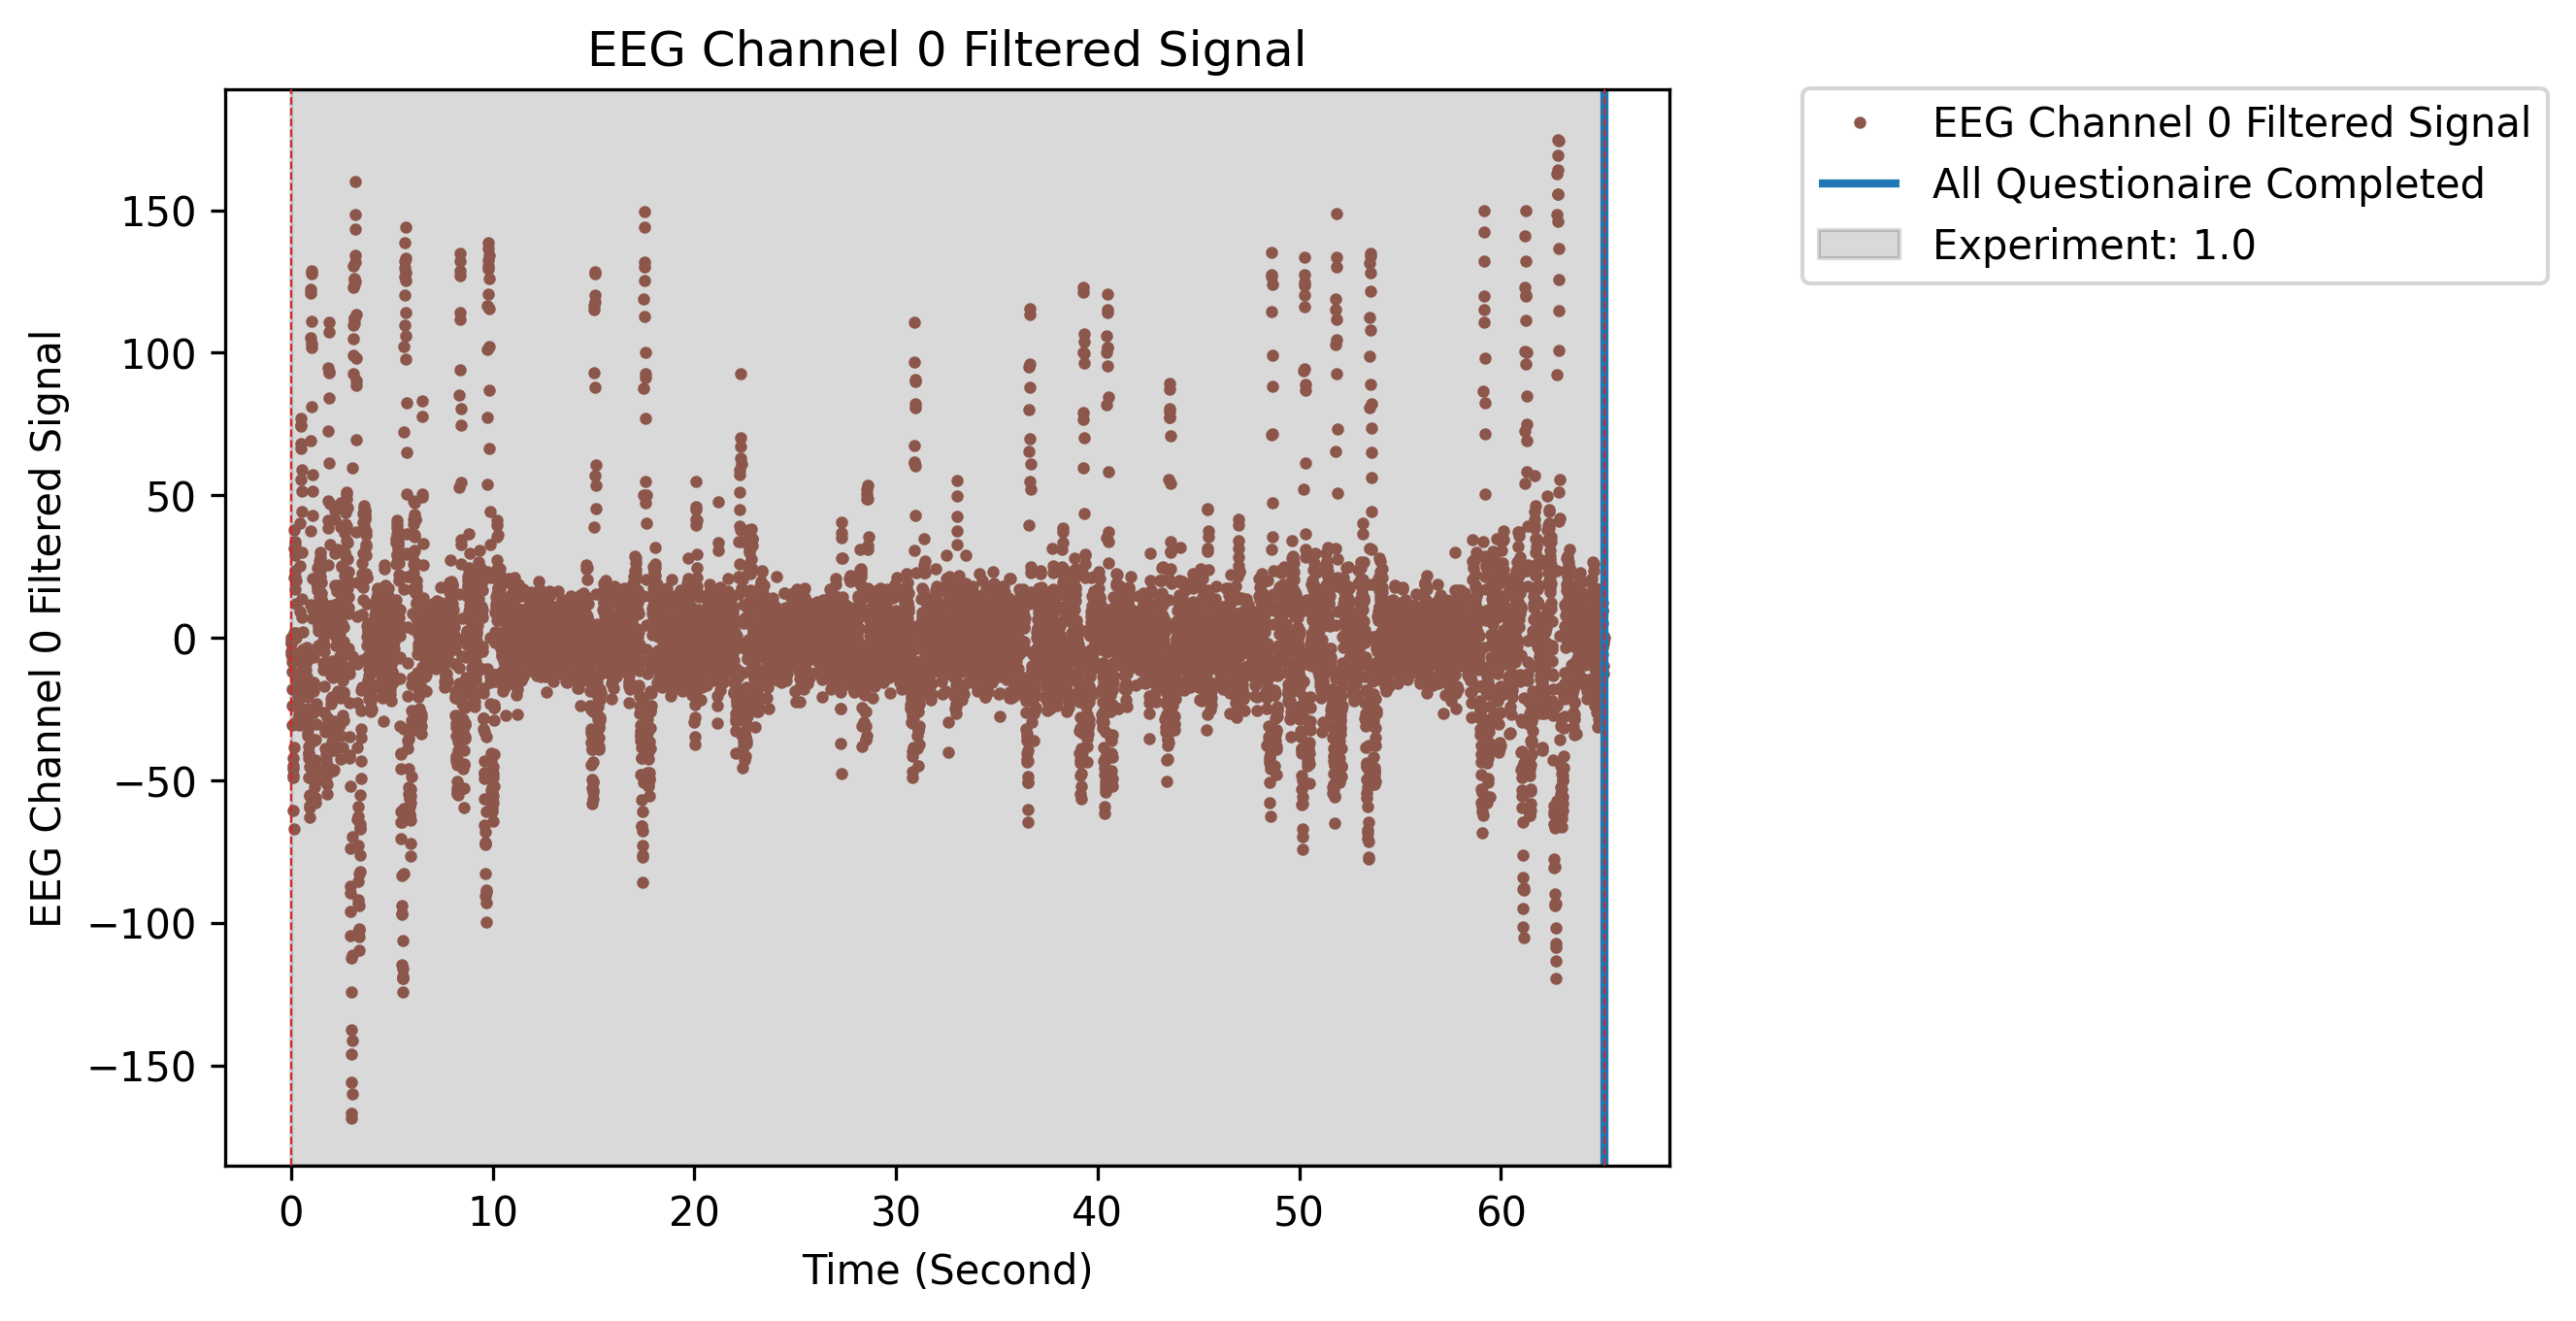 EEG Channel 0 Filtered Signal
EEG Channel 0 Filtered Signal
150
100
50
0
−50
−100
−150
0 10 20 30 40 50 60
Time (Second)
EEG Channel 0 Filtered Signal
All Questionaire Completed
Experiment: 1.0